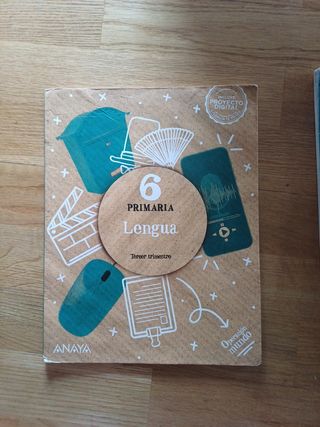 INCLUYE
PROYECTO
DIGITAL
6
PRIMARIA
Lengua
Tercer trimestre
ANAYA
Operación
mundo